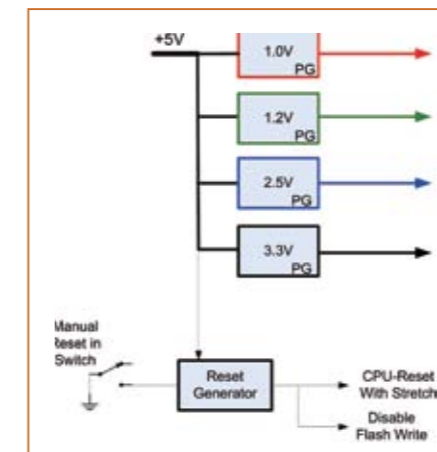 +5V
1.0V
PG
1.2V
PG
2.5V
PG
3.3V
PG
Manual
Reset in
Switch
Reset
Generator
CPU-Reset
With Stretch
Disable
Flash Write